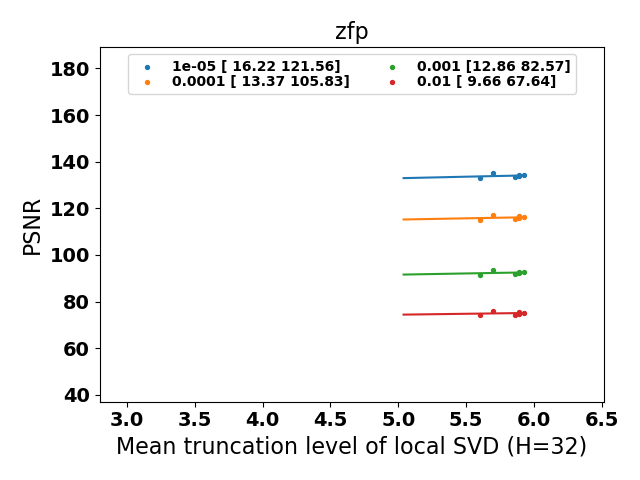 zfp
1e-05 [ 16.22 121.56]
0.0001 [ 13.37 105.83]
0.001 [12.86 82.57]
0.01 [ 9.66 67.64]
PSNR
180
160
140
120
100
80
60
40
3.0 3.5 4.0 4.5 5.0 5.5 6.0 6.5
Mean truncation level of local SVD (H=32)